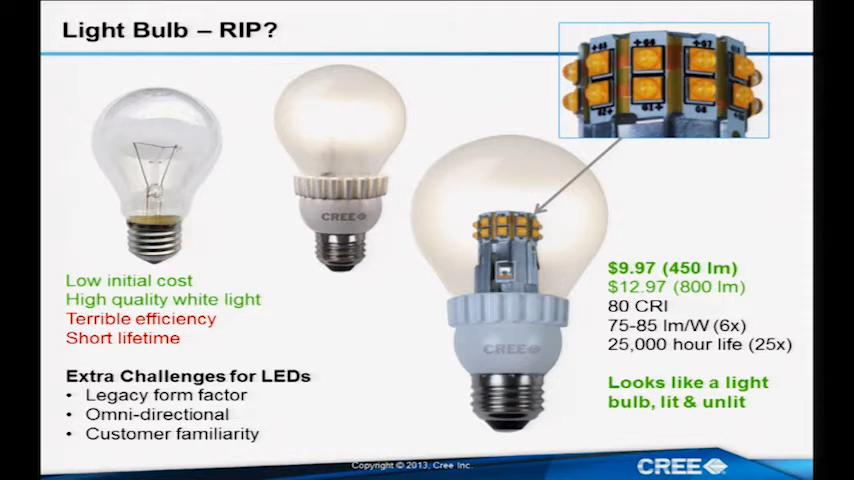 Light Bulb – RIP?
CREE
CREE
Low initial cost
High quality white light
Terrible efficiency
Short lifetime
Extra Challenges for LEDs
• Legacy form factor
• Omni-directional
• Customer familiarity
$9.97 (450 lm)
$12.97 (800 lm)
80 CRI
75-85 lm/W (6x)
25,000 hour life (25x)
Looks like a light
bulb, lit & unlit
Copyright © 2013, Cree Inc.
CREE